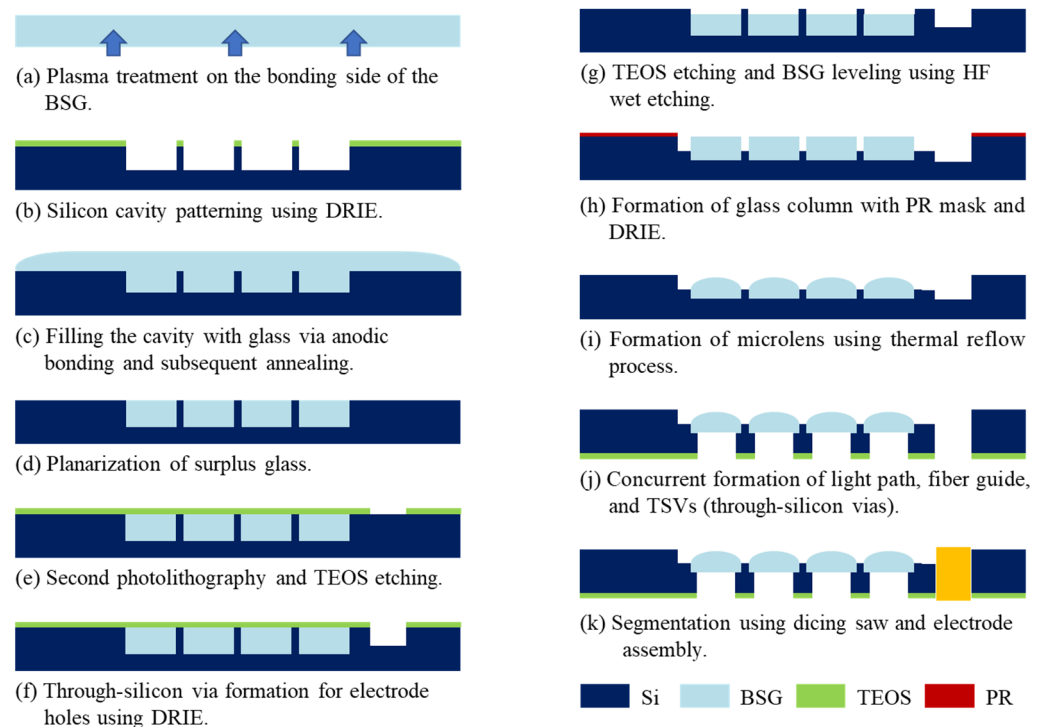 (a) Plasma treatment on the bonding side of the
BSG.
(b) Silicon cavity patterning using DRIE.
(c) Filling the cavity with glass via anodic
bonding and subsequent annealing.
(d) Planarization of surplus glass.
(e) Second photolithography and TEOS etching.
(f) Through-silicon via formation for electrode
holes using DRIE.
(g) TEOS etching and BSG leveling using HF
wet etching.
(h) Formation of glass column with PR mask and
DRIE.
(i) Formation of microlens using thermal reflow
process.
(j) Concurrent formation of light path, fiber guide,
and TSVs (through-silicon vias).
(k) Segmentation using dicing saw and electrode
assembly.
Si BSG TEOS PR